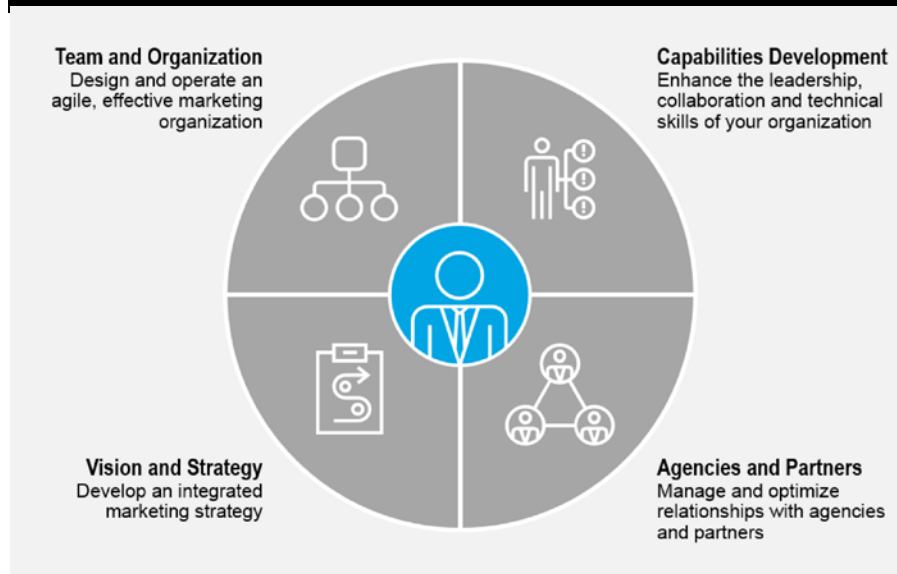 Team and Organization
Design and operate an
agile, effective marketing
organization
Capabilities Development
Enhance the leadership,
collaboration and technical
skills of your organization
Vision and Strategy
Develop an integrated
marketing strategy
Agencies and Partners
Manage and optimize
relationships with agencies
and partners